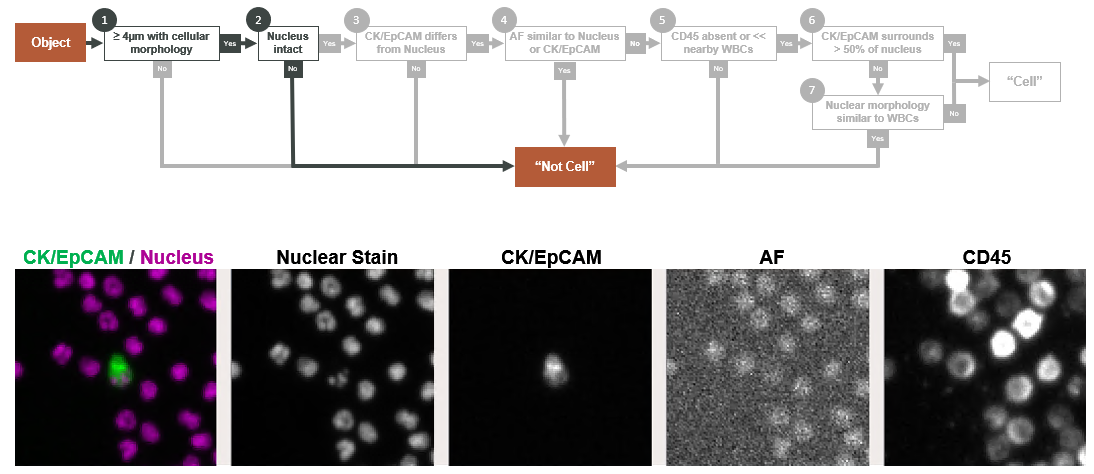 1
2
3
4
5
6
Object
≥ 4µm with cellular
morphology
Yes
Nucleus
intact
Yes
CK/EpCAM differs
from Nucleus
Yes
AF similar to Nucleus
or CK/EpCAM
No
CD45 absent or <<
nearby WBCs
Yes
CK/EpCAM surrounds
> 50% of nucleus
Yes
No
No
No
Yes
No
No
"Cell"
7
Nuclear morphology
similar to WBCs
No
Yes
“Not Cell”
CK/EpCAM / Nucleus
Nuclear Stain
CK/EpCAM
AF
CD45